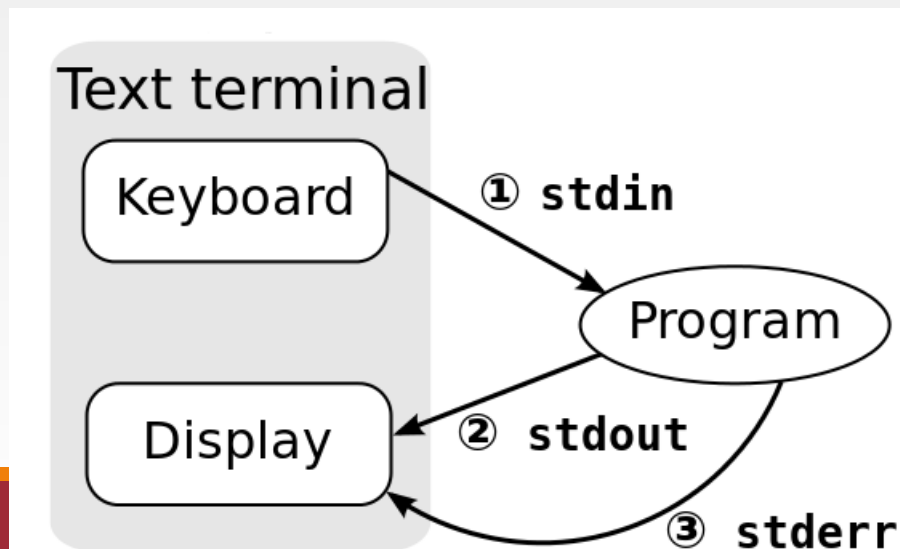 Text terminal
Keyboard
① stdin
Program
Display
② stdout
③ stderr